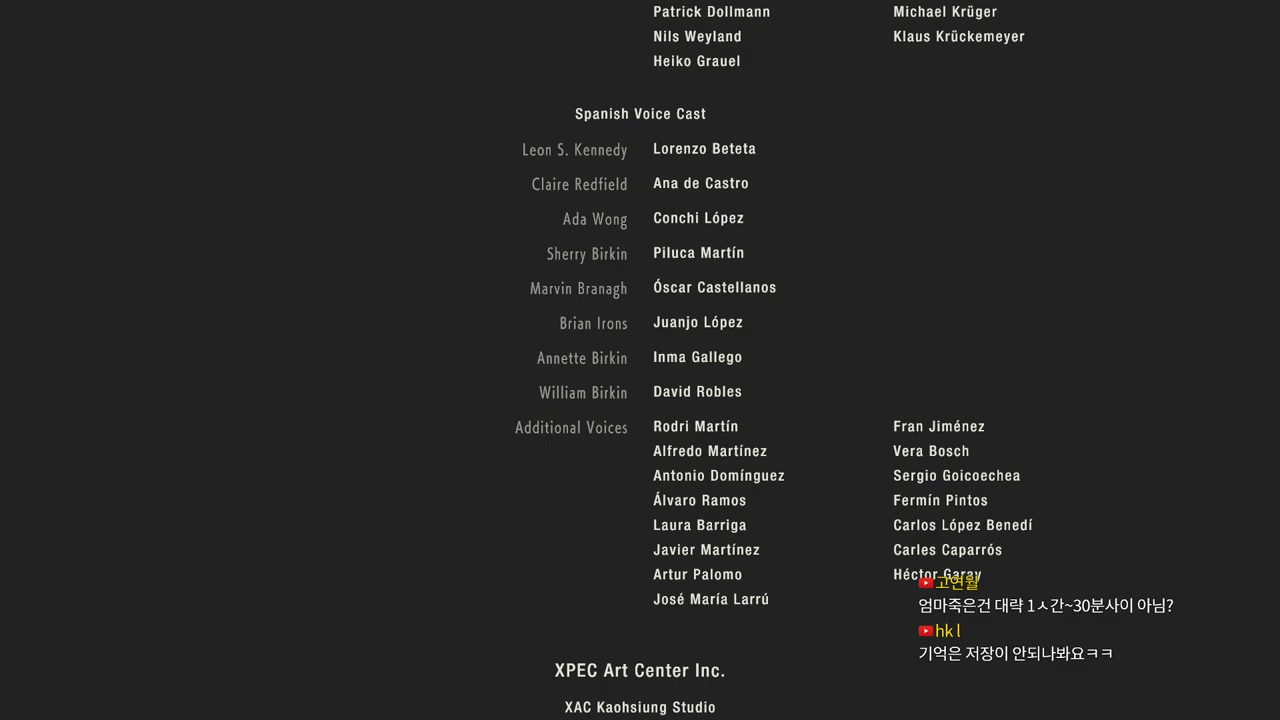 Patrick Dollmann Michael Krüger
Nils Weyland Klaus Krückemeyer
Heiko Grauel
Spanish Voice Cast
Leon S. Kennedy Lorenzo Beteta
Claire Redfield Ana de Castro
Ada Wong Conchi López
Sherry Birkin Piluca Martín
Marvin Branagh Óscar Castellanos
Brian Irons Juanjo López
Annette Birkin Inma Gallego
William Birkin David Robles
Additional Voices Rodri Martín Fran Jiménez
Alfredo Martínez Vera Bosch
Antonio Domínguez Sergio Goicoechea
Álvaro Ramos Fermín Pintos
Laura Barriga Carlos López Benedí
Javier Martínez Carles Caparrós
Artur Palomo Héctor Garay
고연월
José María Larrú
엄마죽은건 대략 1ㅅ간~30분사이 아님?
hk l
기억은 저장이 안되나봐요ㅋㅋ
XPEC Art Center Inc.
XAC Kaohsiung Studio